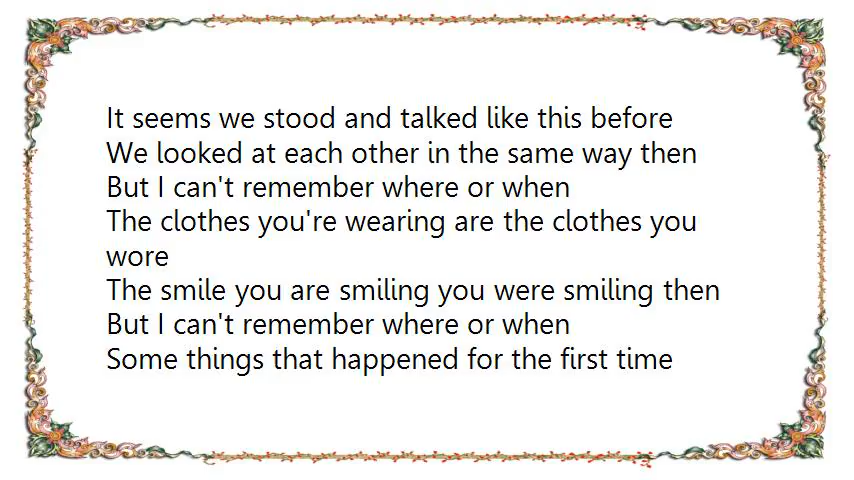 It seems we stood and talked like this before
We looked at each other in the same way then
But I can't remember where or when
The clothes you're wearing are the clothes you
wore
The smile you are smiling you were smiling then
But I can't remember where or when
Some things that happened for the first time